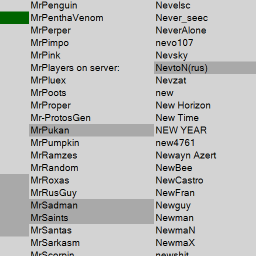 MrPenguin Nevelsc
MrPenthaVenom Never_seec
MrPerper NeverAlone
MrPimpo nevo107
MrPink Nevsky
MrPlayers on server: NevtoN(rus)
MrPluex Nevzat
MrPoots new
MrProper New Horizon
Mr-ProtosGen New Time
MrPukan NEW YEAR
MrPumpkin new4761
MrRamzes Newayn Azert
MrRandom NewBee
MrRoxas NewCastro
MrRusGuy NewFran
MrSadman Newguy
MrSaints Newman
MrSantas NewmaN
MrSarkasm NewmaX
MrScorpin newshit